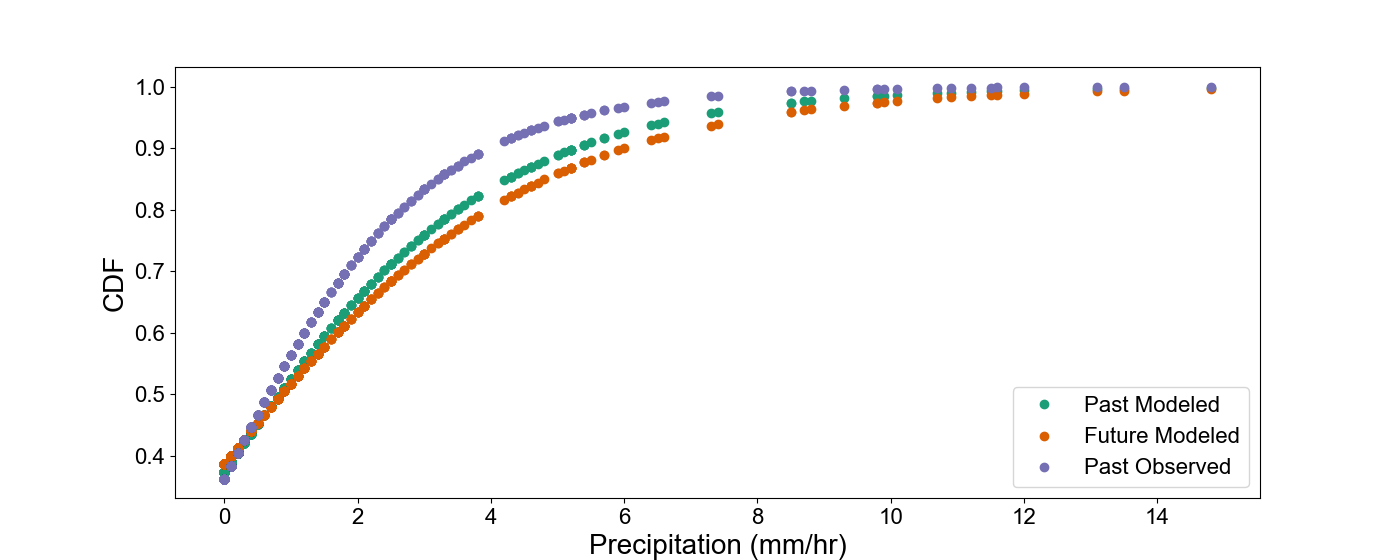 1.0
0.9
0.8
0.7
0.6
0.5
0.4
CDF
0 2 4 6 8 10 12 14
Precipitation (mm/hr)
Past Modeled
Future Modeled
Past Observed